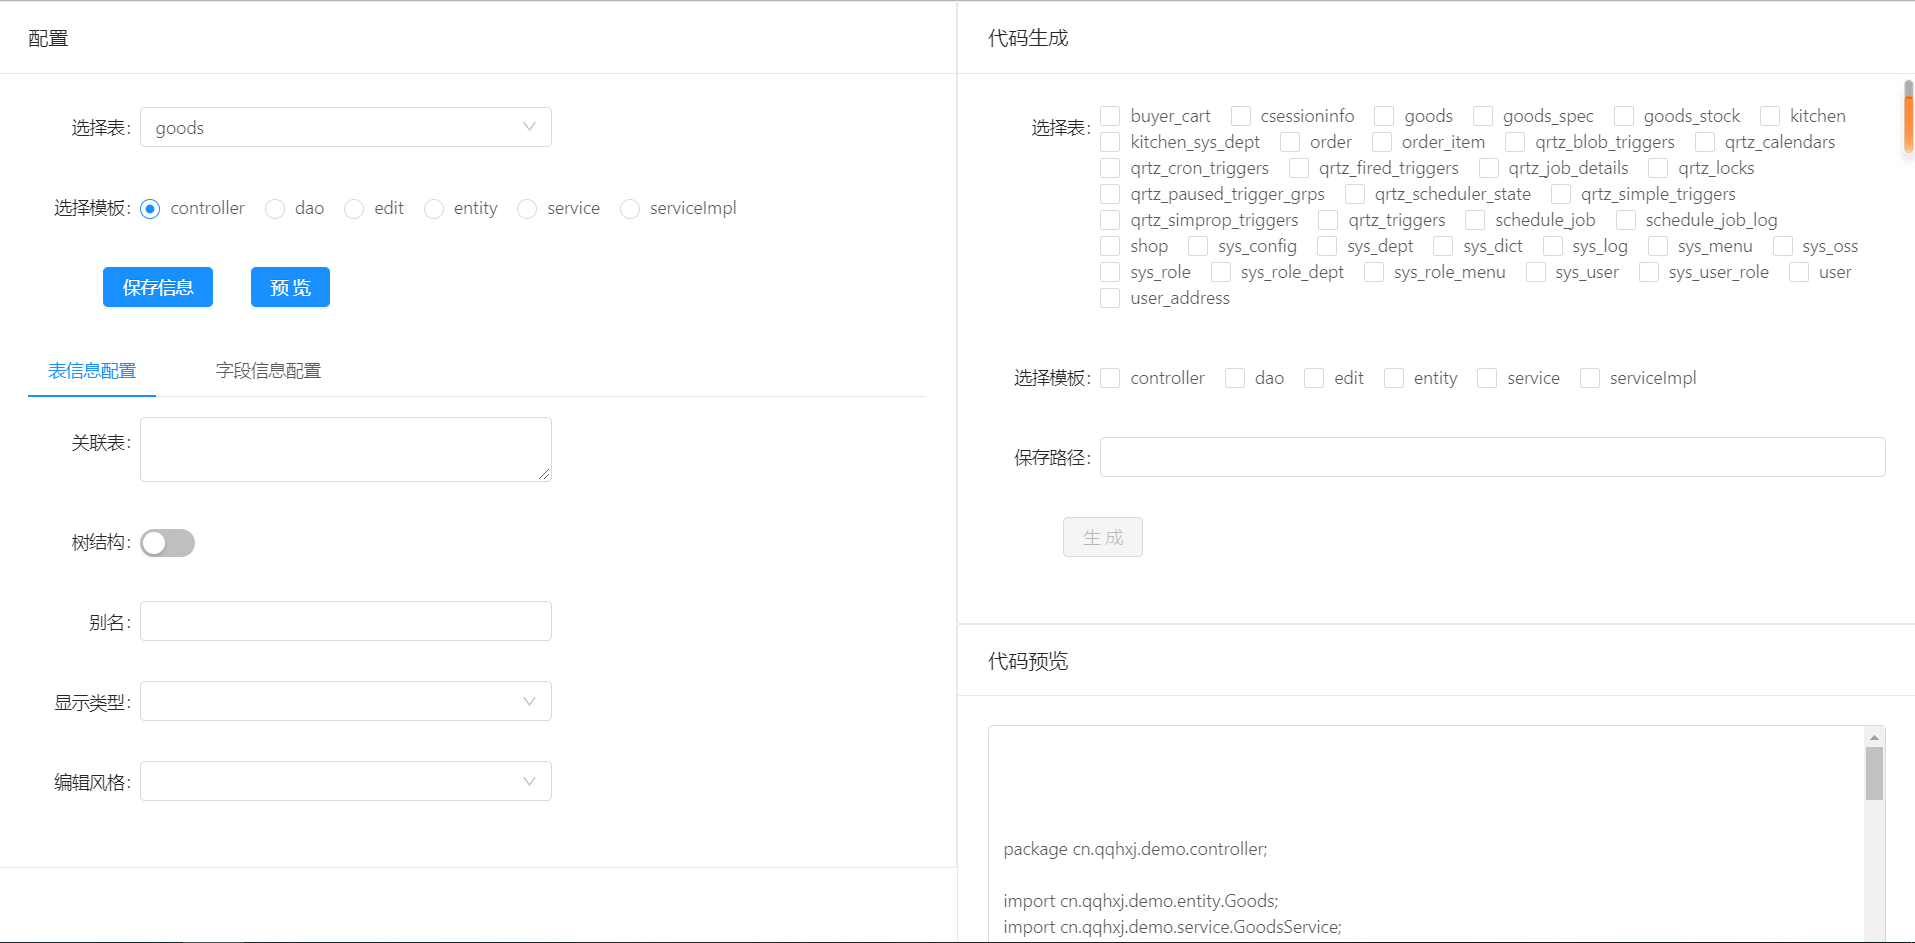 配置
选择表: goods
选择模板: controller dao edit entity service serviceImpl
保存信息 预 览
表信息配置 字段信息配置
关联表:
树结构:
别名:
显示类型:
编辑风格:
代码生成
选择表: buyer_cart csessioninfo goods goods_spec goods_stock kitchen
kitchen_sys_dept order order_item qrtz_blob_triggers qrtz_calendars
qrtz_cron_triggers qrtz_fired_triggers qrtz_job_details qrtz_locks
qrtz_paused_trigger_grps qrtz_scheduler_state qrtz_simple_triggers
qrtz_simprop_triggers qrtz_triggers schedule_job schedule_job_log
shop sys_config sys_dept sys_dict sys_log sys_menu sys_oss
sys_role sys_role_dept sys_role_menu sys_user sys_user_role user
user_address
选择模板: controller dao edit entity service serviceImpl
保存路径:
生 成
代码预览
package cn.qqhxj.demo.controller;
import cn.qqhxj.demo.entity.Goods;
import cn.qqhxj.demo.service.GoodsService;